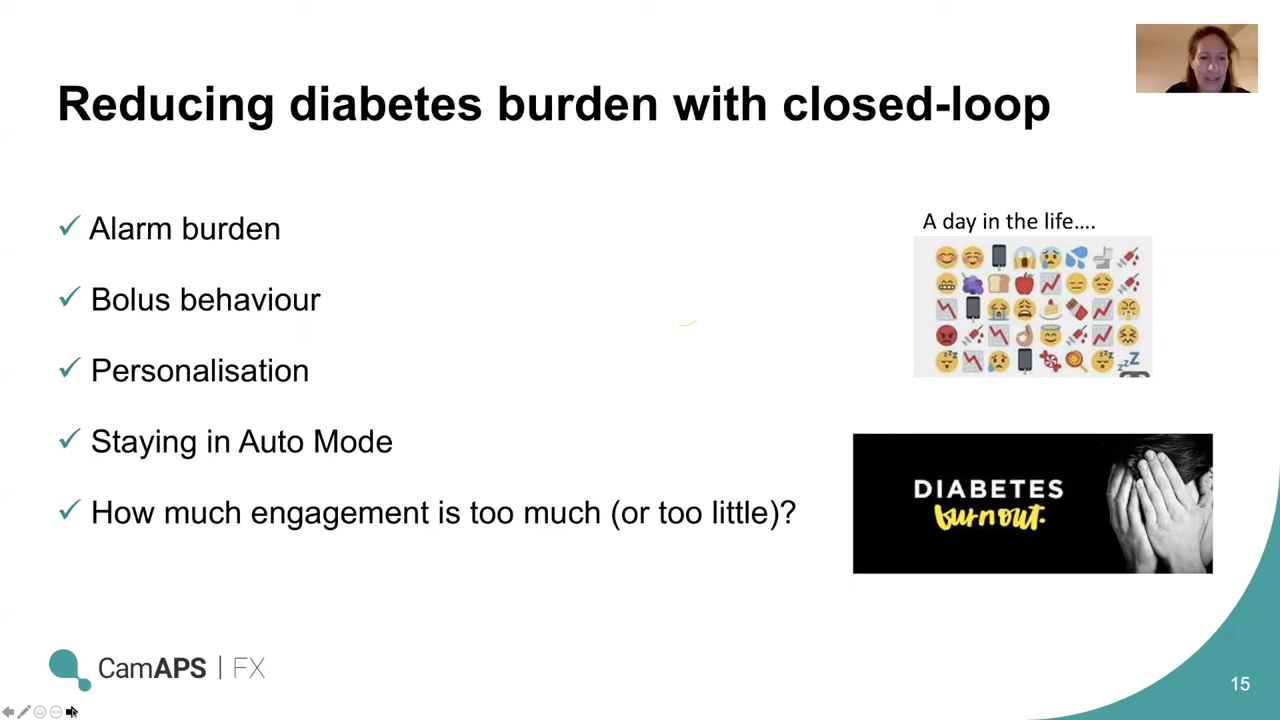 Reducing diabetes burden with closed-loop
✓ Alarm burden
✓ Bolus behaviour
✓ Personalisation
✓ Staying in Auto Mode
✓ How much engagement is too much (or too little)?
A day in the life....
DIABETES
burnout.
CamAPS | FX
15